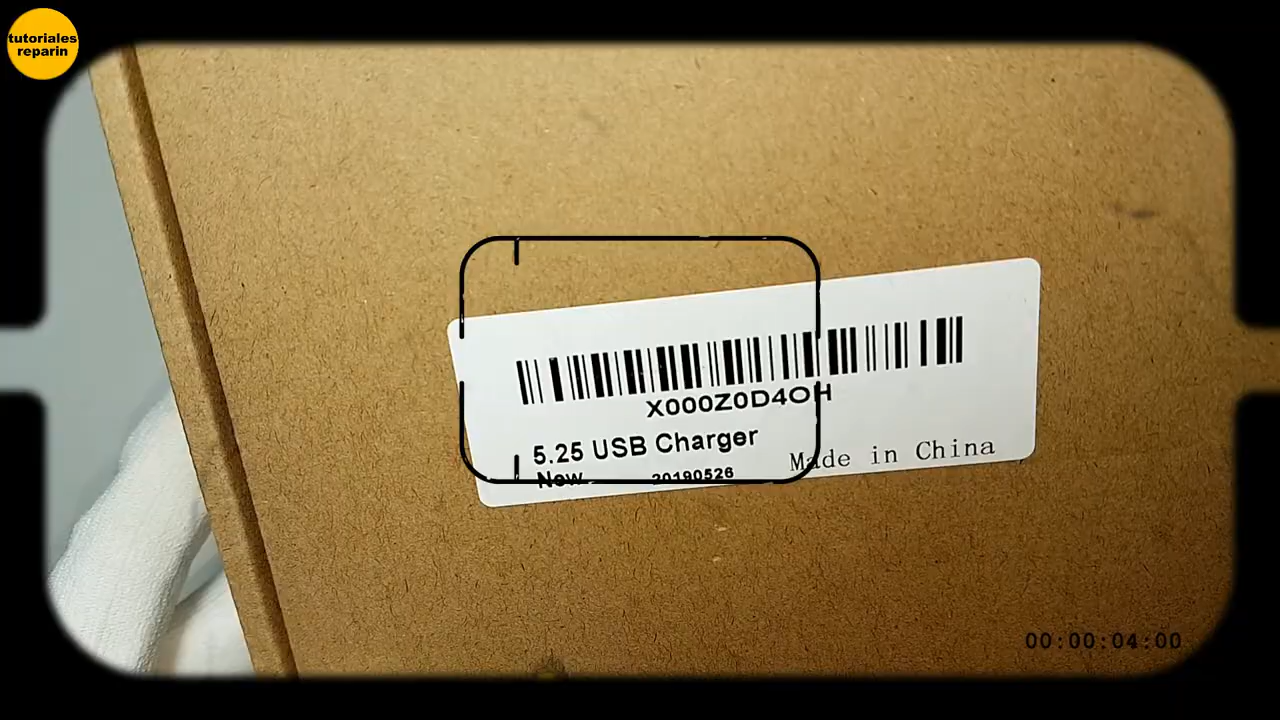 tutoriales
reparin
X000Z0D4OH
5.25 USB Charger
New
20190526
Made in China
00:00:04:00